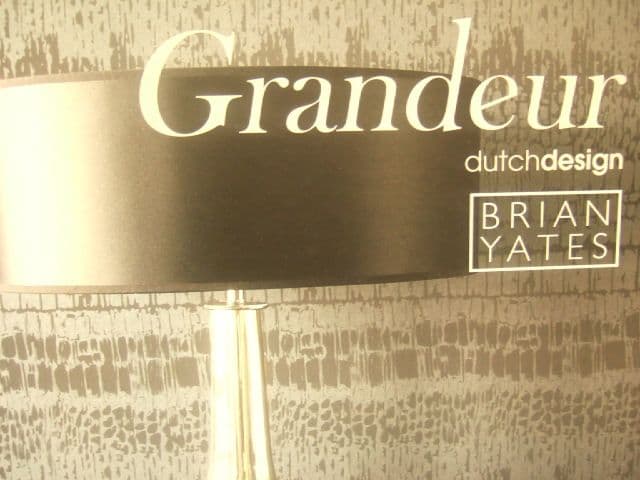 Grandeur
dutchdesign
BRIAN
YATES